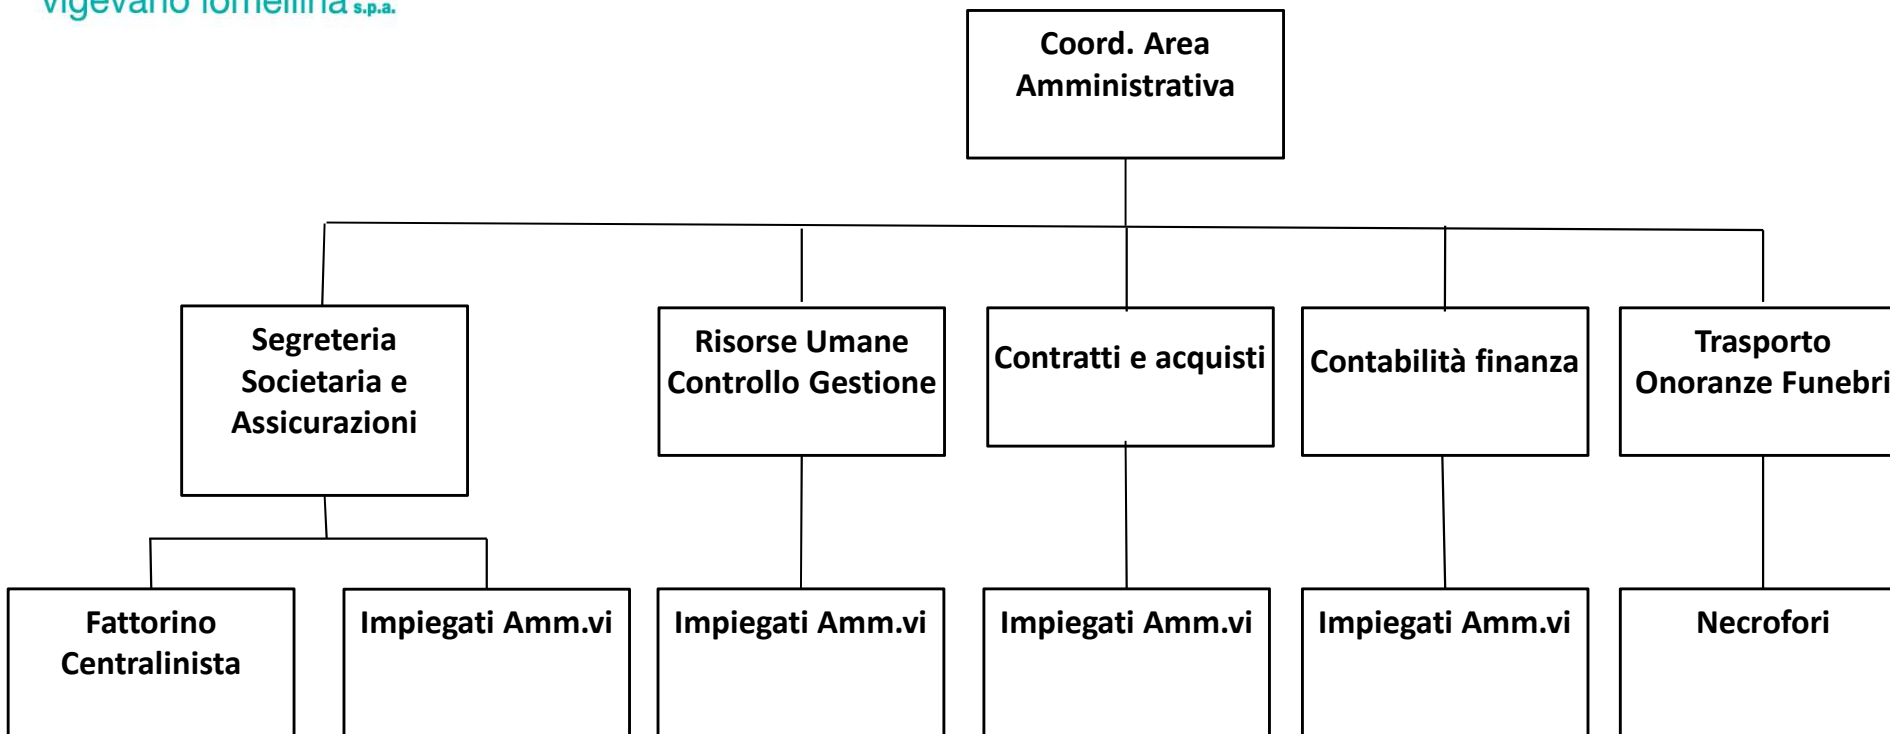 vigevano lomellina s.p.a.
Coord. Area
Amministrativa
Segreteria
Societaria e
Assicurazioni
Risorse Umane
Controllo Gestione
Contratti e acquisti
Contabilità finanza
Trasporto
Onoranze Funebri
Fattorino
Centralinista
Impiegati Amm.vi
Impiegati Amm.vi
Impiegati Amm.vi
Impiegati Amm.vi
Necrofori